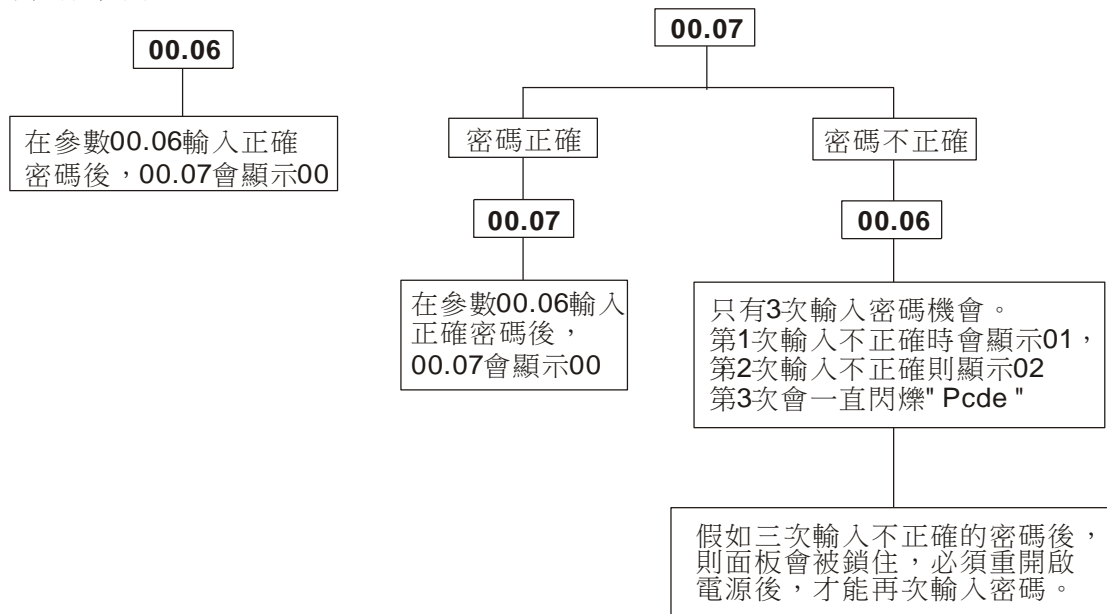 00.06
在參數00.06輸入正確
密碼後，00.07會顯示00
00.07
密碼正確
密碼不正確
00.07
00.06
在參數00.06輸入
正確密碼後，
00.07會顯示00
只有3次輸入密碼機會。
第1次輸入不正確時會顯示01，
第2次輸入不正確則顯示02
第3次會一直閃爍" Pcde "
假如三次輸入不正確的密碼後，
則面板會被鎖住，必須重開啟
電源後，才能再次輸入密碼。